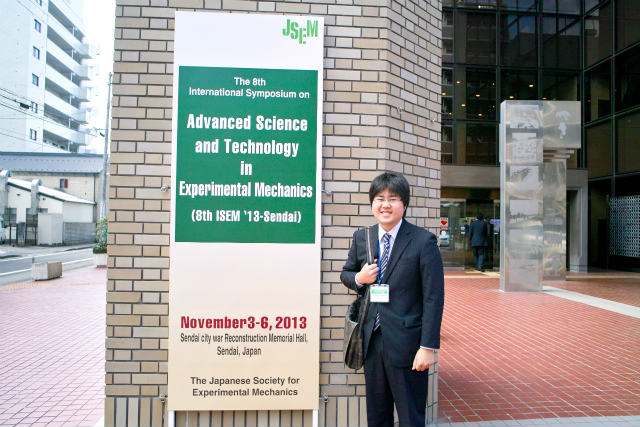 JSEM
The 8th
International Symposium on
Advanced Science
and Technology
in
Experimental Mechanics
(8th ISEM '13-Sendai)
November3-6, 2013
Sendai city war Reconstruction Memorial Hall,
Sendai, Japan
The Japanese Society for
Experimental Mechanics